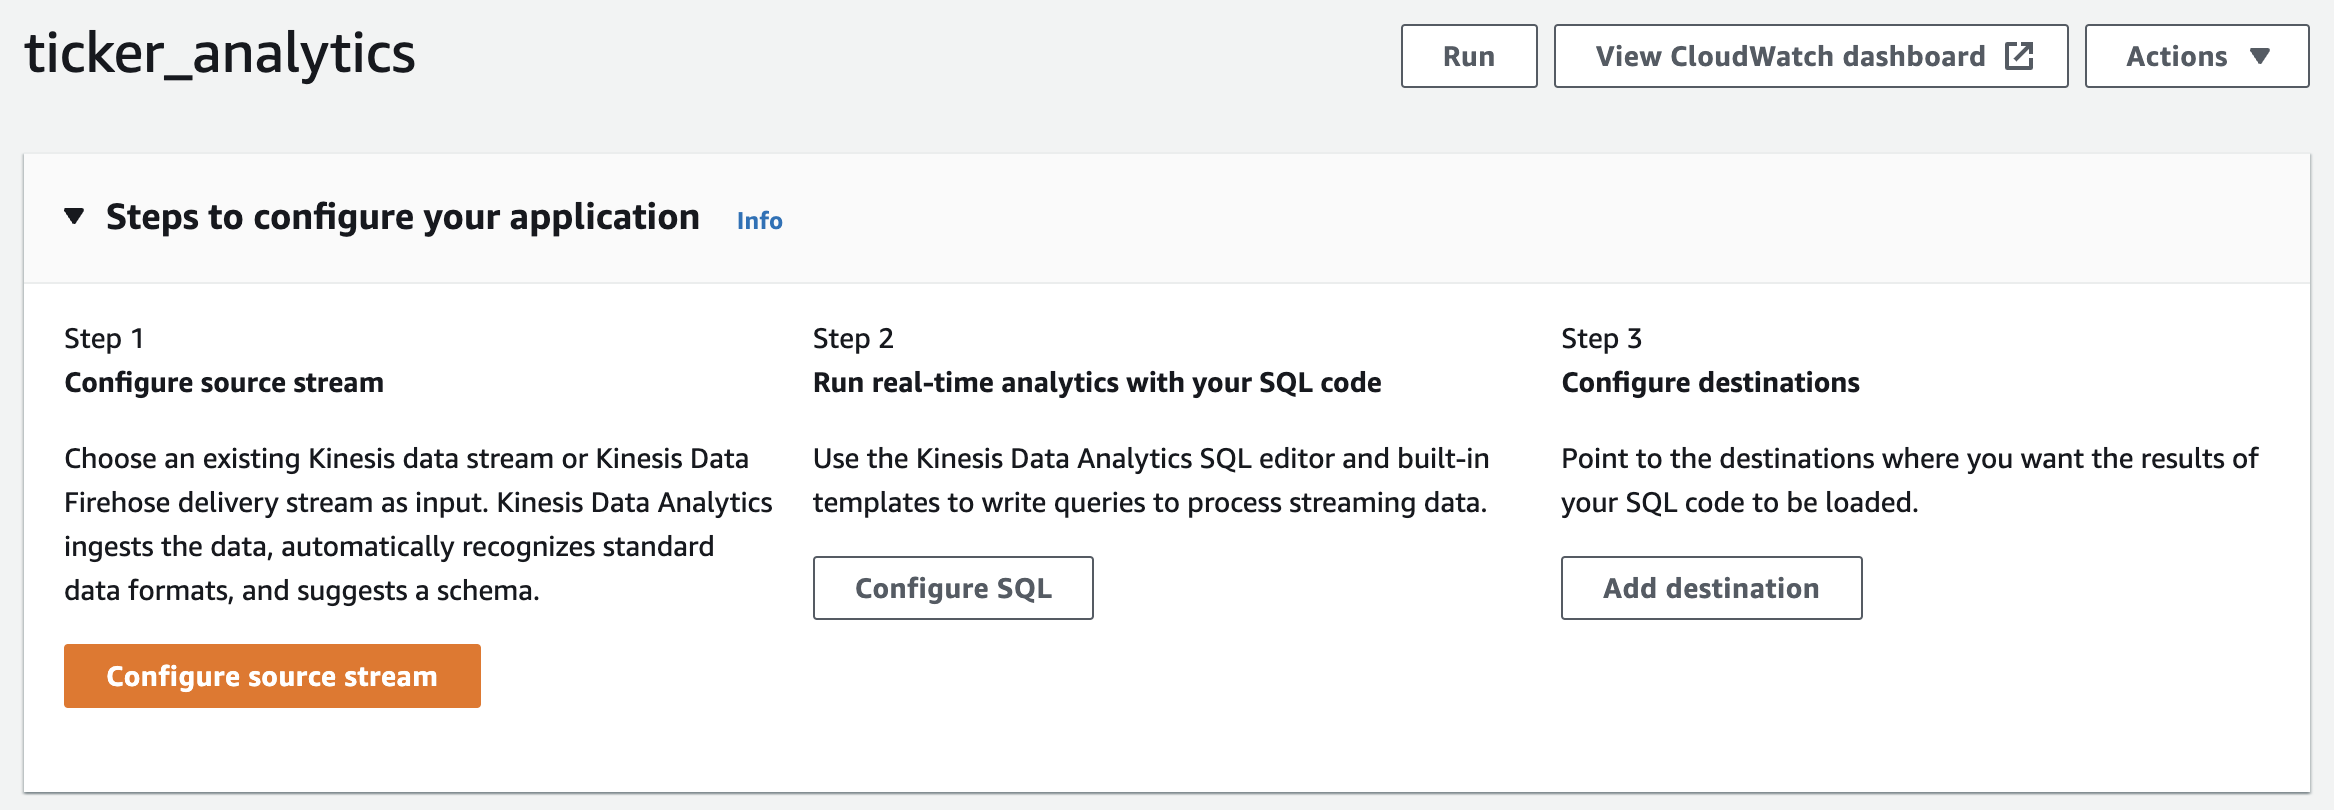 ticker_analytics
Run
View CloudWatch dashboard
Actions
Steps to configure your application Info
Step 1
Configure source stream
Choose an existing Kinesis data stream or Kinesis Data
Firehose delivery stream as input. Kinesis Data Analytics
ingests the data, automatically recognizes standard
data formats, and suggests a schema.
Configure source stream
Step 2
Run real-time analytics with your SQL code
Use the Kinesis Data Analytics SQL editor and built-in
templates to write queries to process streaming data.
Configure SQL
Step 3
Configure destinations
Point to the destinations where you want the results of
your SQL code to be loaded.
Add destination